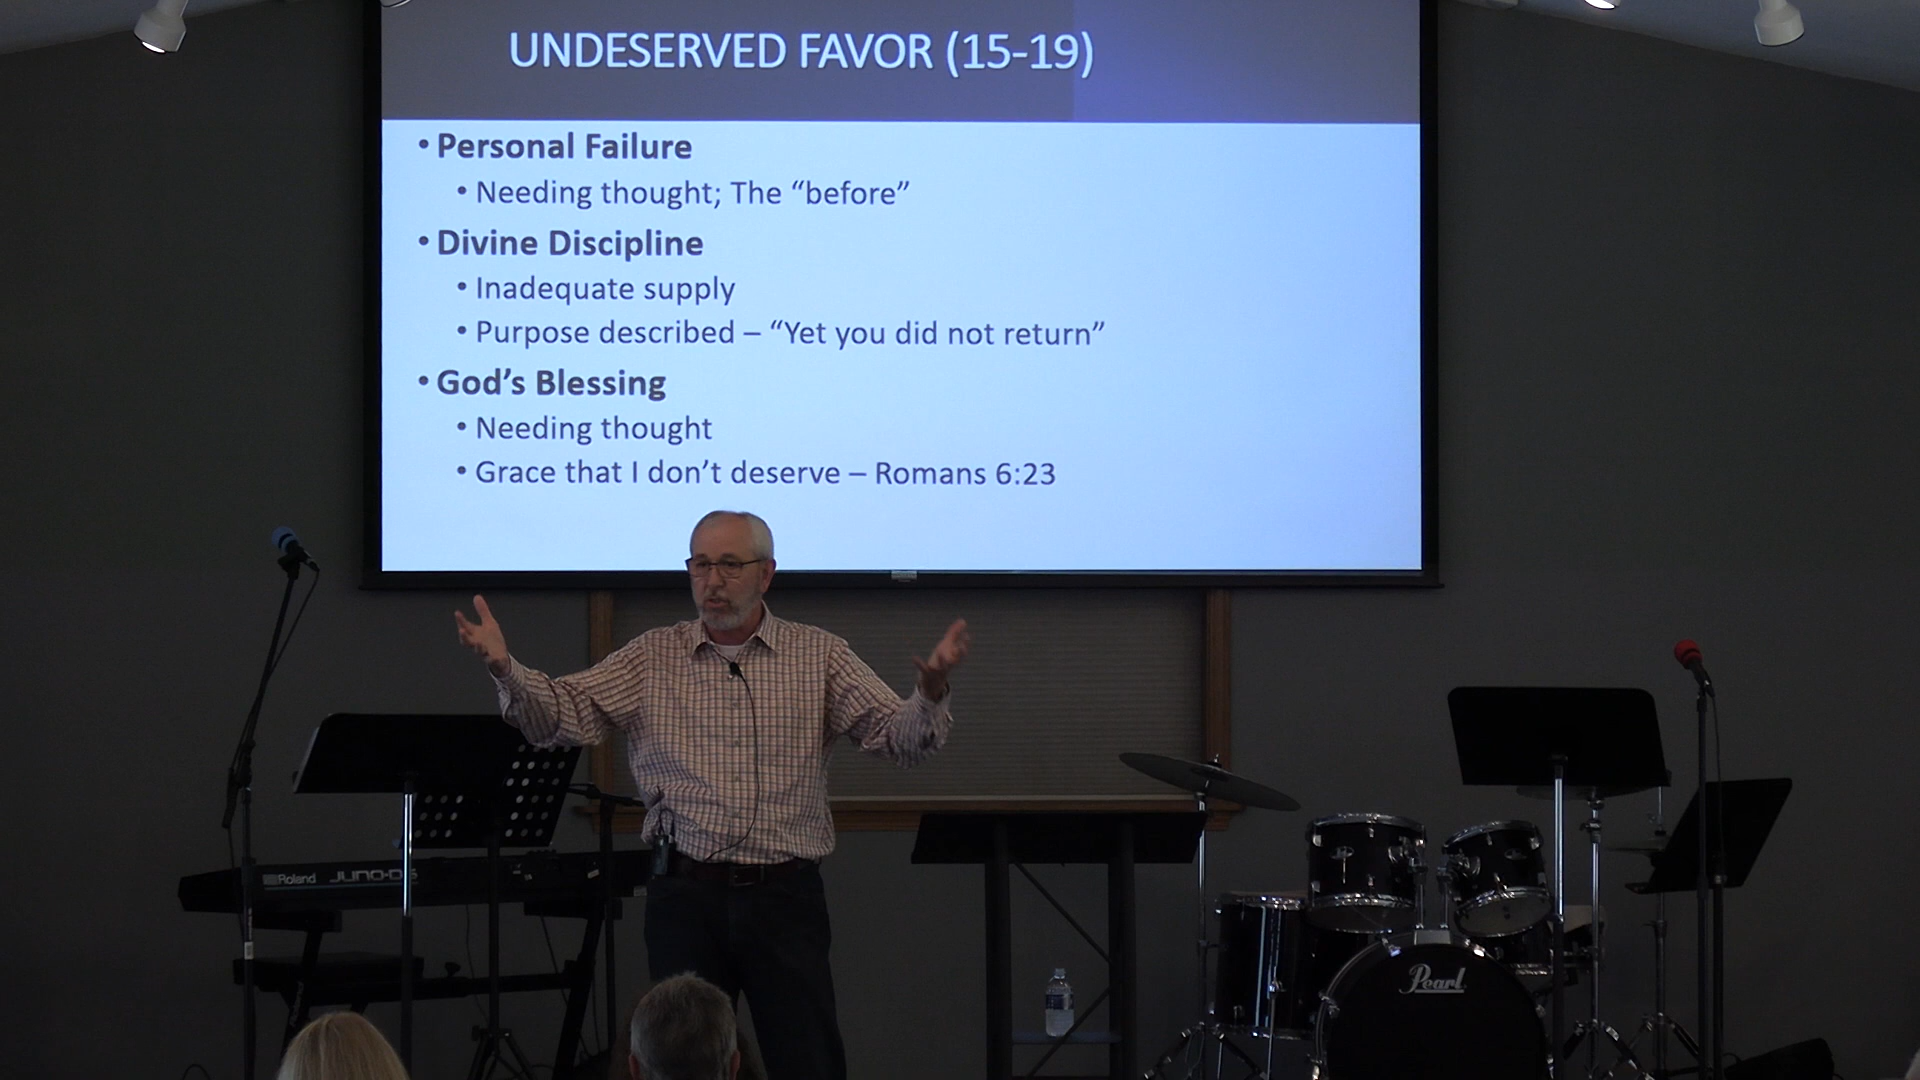 UNDESERVED FAVOR (15-19)
• Personal Failure
• Needing thought; The “before”
• Divine Discipline
• Inadequate supply
• Purpose described – “Yet you did not return”
• God’s Blessing
• Needing thought
• Grace that I don’t deserve – Romans 6:23
Roland
Pearl